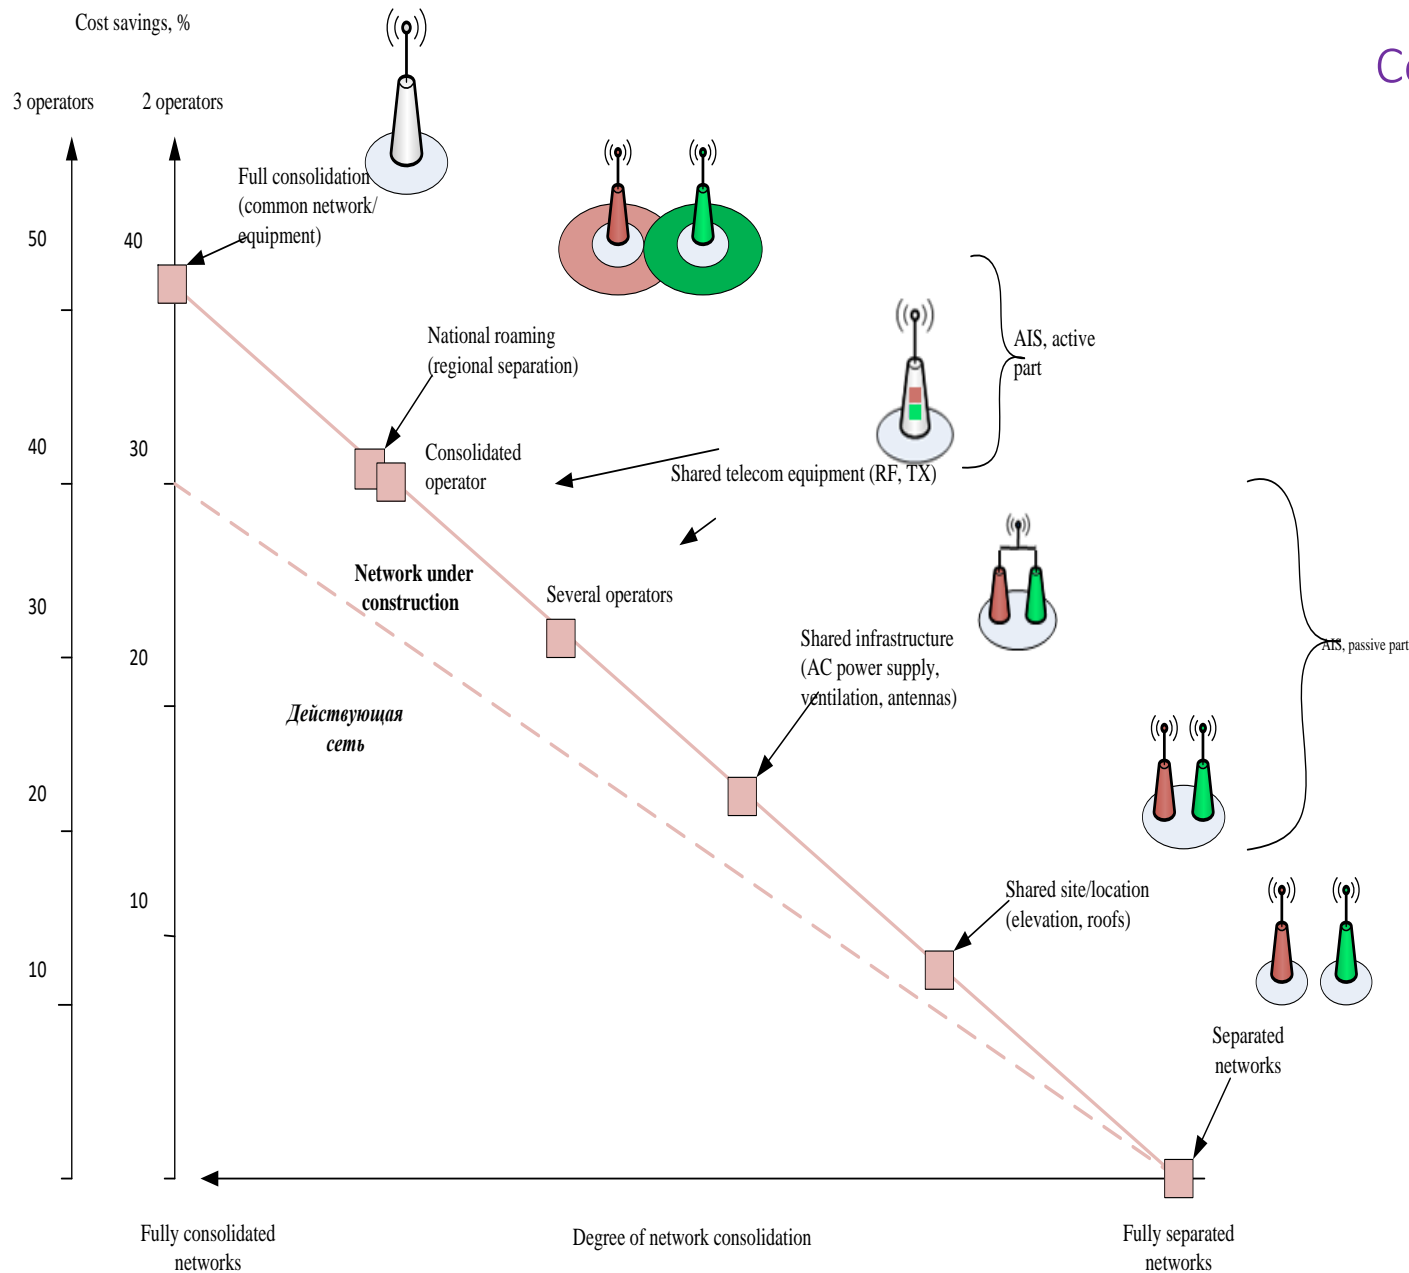 Cost savings, %
Co
3 operators
2 operators
Full consolidation
(common network/
equipment)
50
40
National roaming
(regional separation)
AIS, active
part
40
30
Consolidated
operator
Shared telecom equipment (RF, TX)
Network under
construction
Several operators
30
20
Shared infrastructure
(AC power supply,
ventilation, antennas)
AIS, passive part
Действующая
сеть
20
10
Shared site/location
(elevation, roofs)
10
Separated
networks
Fully consolidated
networks
Degree of network consolidation
Fully separated
networks